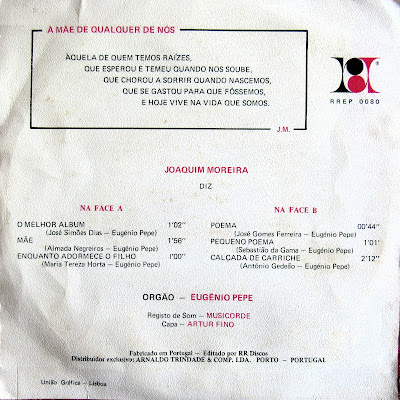 A MÃE DE QUALQUER DE NÓS
ÀQUELA DE QUEM TEMOS RAÍZES,
QUE ESPEROU E TEMEU QUANDO NOS SOUBE,
QUE CHOROU A SORRIR QUANDO NASCEMOS,
QUE SE GASTOU PARA QUE FÔSSEMOS,
E HOJE VIVE NA VIDA QUE SOMOS.
J.M.
RREP 0080
JOAQUIM MOREIRA
DIZ
NA FACE A
O MELHOR ALBUM 1'02"
(José Simões Dias — Eugénio Pepe)
MÃE 1'56"
(Almada Negreiros — Eugénio Pepe)
ENQUANTO ADORMECE O FILHO 1'00"
(Maria Tereza Horta — Eugénio Pepe)
NA FACE B
POEMA 00'44"
(José Gomes Ferreira — Eugénio Pepe)
PEQUENO POEMA 1'01'
(Sebastião da Gama — Eugénio Pepe)
CALÇADA DE CARRICHE 2'12"
(António Gedeão — Eugénio Pepe)
ORGÃO — EUGÉNIO PEPE
Registo de Som — MUSICORDE
Capa — ARTUR FINO
Fabricado em Portugal — Editado por RR Discos
Distribuidor exclusivo: ARNALDO TRINDADE & COMP. LDA. PORTO — PORTUGAL
União Gráfica — Lisboa